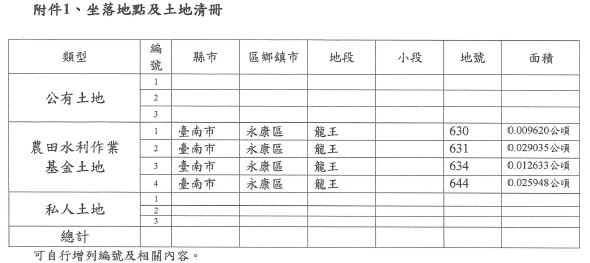 附件1、坐落地點及土地清冊
類型 編號 縣市 區鄉鎮市 地段 小段 地號 面積
公有土地
1
2
3
農田水利作業基金土地
1 臺南市 永康區 龍王 630 0.009620公頃
2 臺南市 永康區 龍王 631 0.029035公頃
3 臺南市 永康區 龍王 634 0.012633公頃
4 臺南市 永康區 龍王 644 0.025948公頃
私人土地
1
2
3
總計
可自行增列編號及相關內容。